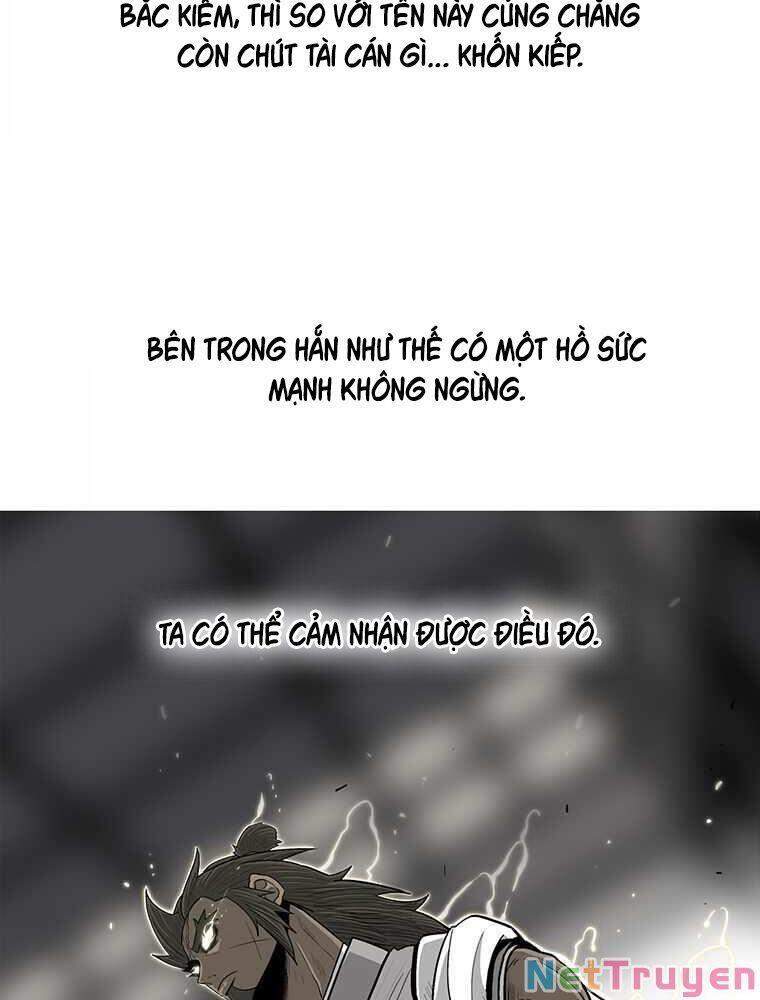 BẮC KIẾM, THÌ SO VỚI TÊN NÀY CŨNG CHẲNG
CÒN CHÚT TÀI CÁN GÌ... KHỐN KIẾP.
BÊN TRONG HẮN NHƯ THẾ CÓ MỘT HỒ SỨC
MẠNH KHÔNG NGỪNG.
TA CÓ THỂ CẢM NHẬN ĐƯỢC ĐIỀU ĐÓ.
NetTruyen